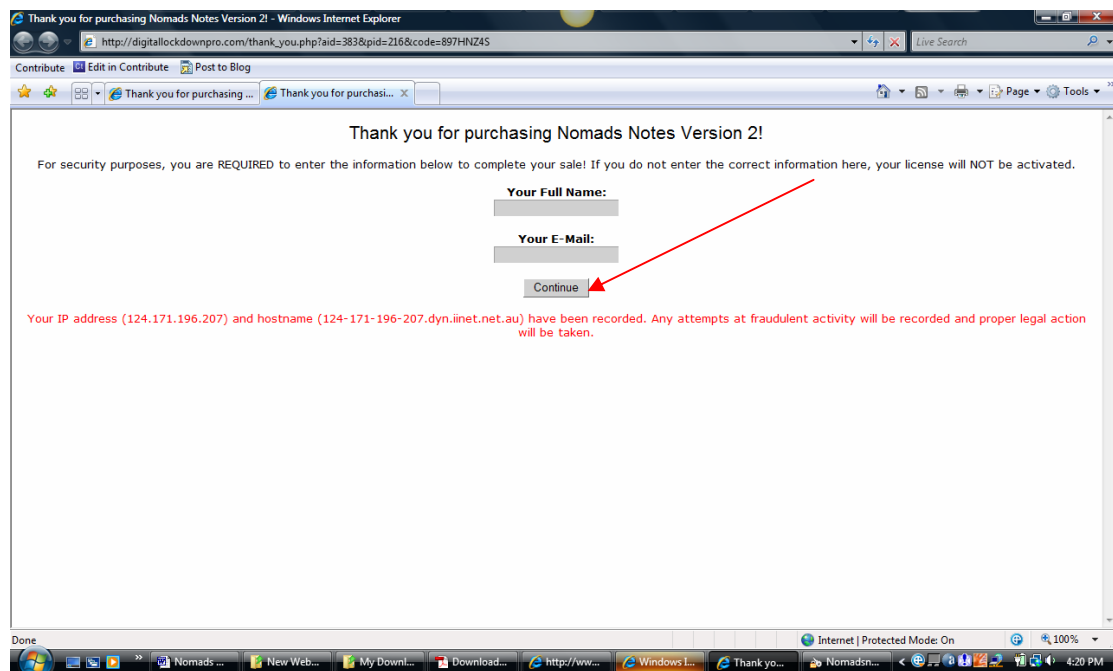 Thank you for purchasing Nomads Notes Version 2! - Windows Internet Explorer
http://digitallockdownpro.com/thank_you.php?aid=383&pid=216&code=897HNZ4S
Live Search
Contribute Edit in Contribute Post to Blog
Thank you for purchasing ... Thank you for purchasi... X Page Tools
Thank you for purchasing Nomads Notes Version 2!
For security purposes, you are REQUIRED to enter the information below to complete your sale! If you do not enter the correct information here, your license will NOT be activated.
Your Full Name:
Your E-Mail:
Continue
Your IP address (124.171.196.207) and hostname (124-171-196-207.dyn.iinet.net.au) have been recorded. Any attempts at fraudulent activity will be recorded and proper legal action
will be taken.
Done Internet | Protected Mode: On 100%
Nomads ... New Web... My Downl... Download... http://ww... Windows I... Thank yo... Nomadsn... 4:20 PM